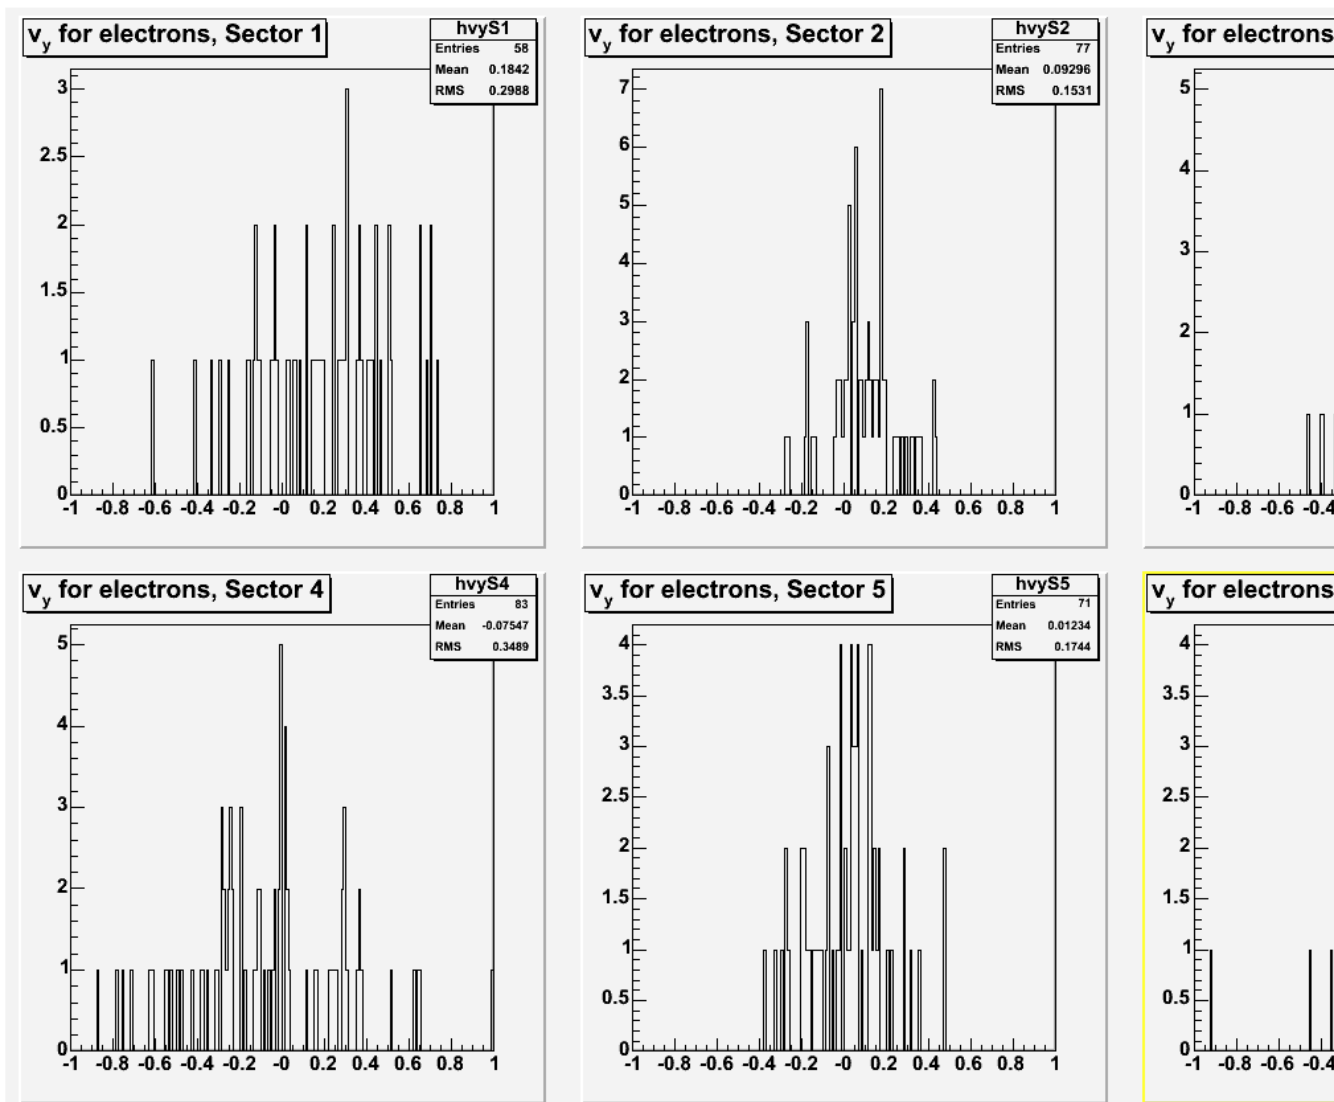 v_y for electrons, Sector 1
hvyS1
Entries 58
Mean 0.1842
RMS 0.2988
3
2.5
2
1.5
1
0.5
0
-1 -0.8 -0.6 -0.4 -0.2 -0 0.2 0.4 0.6 0.8 1
v_y for electrons, Sector 2
hvyS2
Entries 77
Mean 0.09296
RMS 0.1531
7
6
5
4
3
2
1
0
-1 -0.8 -0.6 -0.4 -0.2 -0 0.2 0.4 0.6 0.8 1
v_y for electrons
5
4
3
2
1
0
-1 -0.8 -0.6 -0.4
v_y for electrons, Sector 4
hvyS4
Entries 83
Mean -0.07547
RMS 0.3489
5
4
3
2
1
0
-1 -0.8 -0.6 -0.4 -0.2 -0 0.2 0.4 0.6 0.8 1
v_y for electrons, Sector 5
hvyS5
Entries 71
Mean 0.01234
RMS 0.1744
4
3.5
3
2.5
2
1.5
1
0.5
0
-1 -0.8 -0.6 -0.4 -0.2 -0 0.2 0.4 0.6 0.8 1
v_y for electrons
4
3.5
3
2.5
2
1.5
1
0.5
0
-1 -0.8 -0.6 -0.4